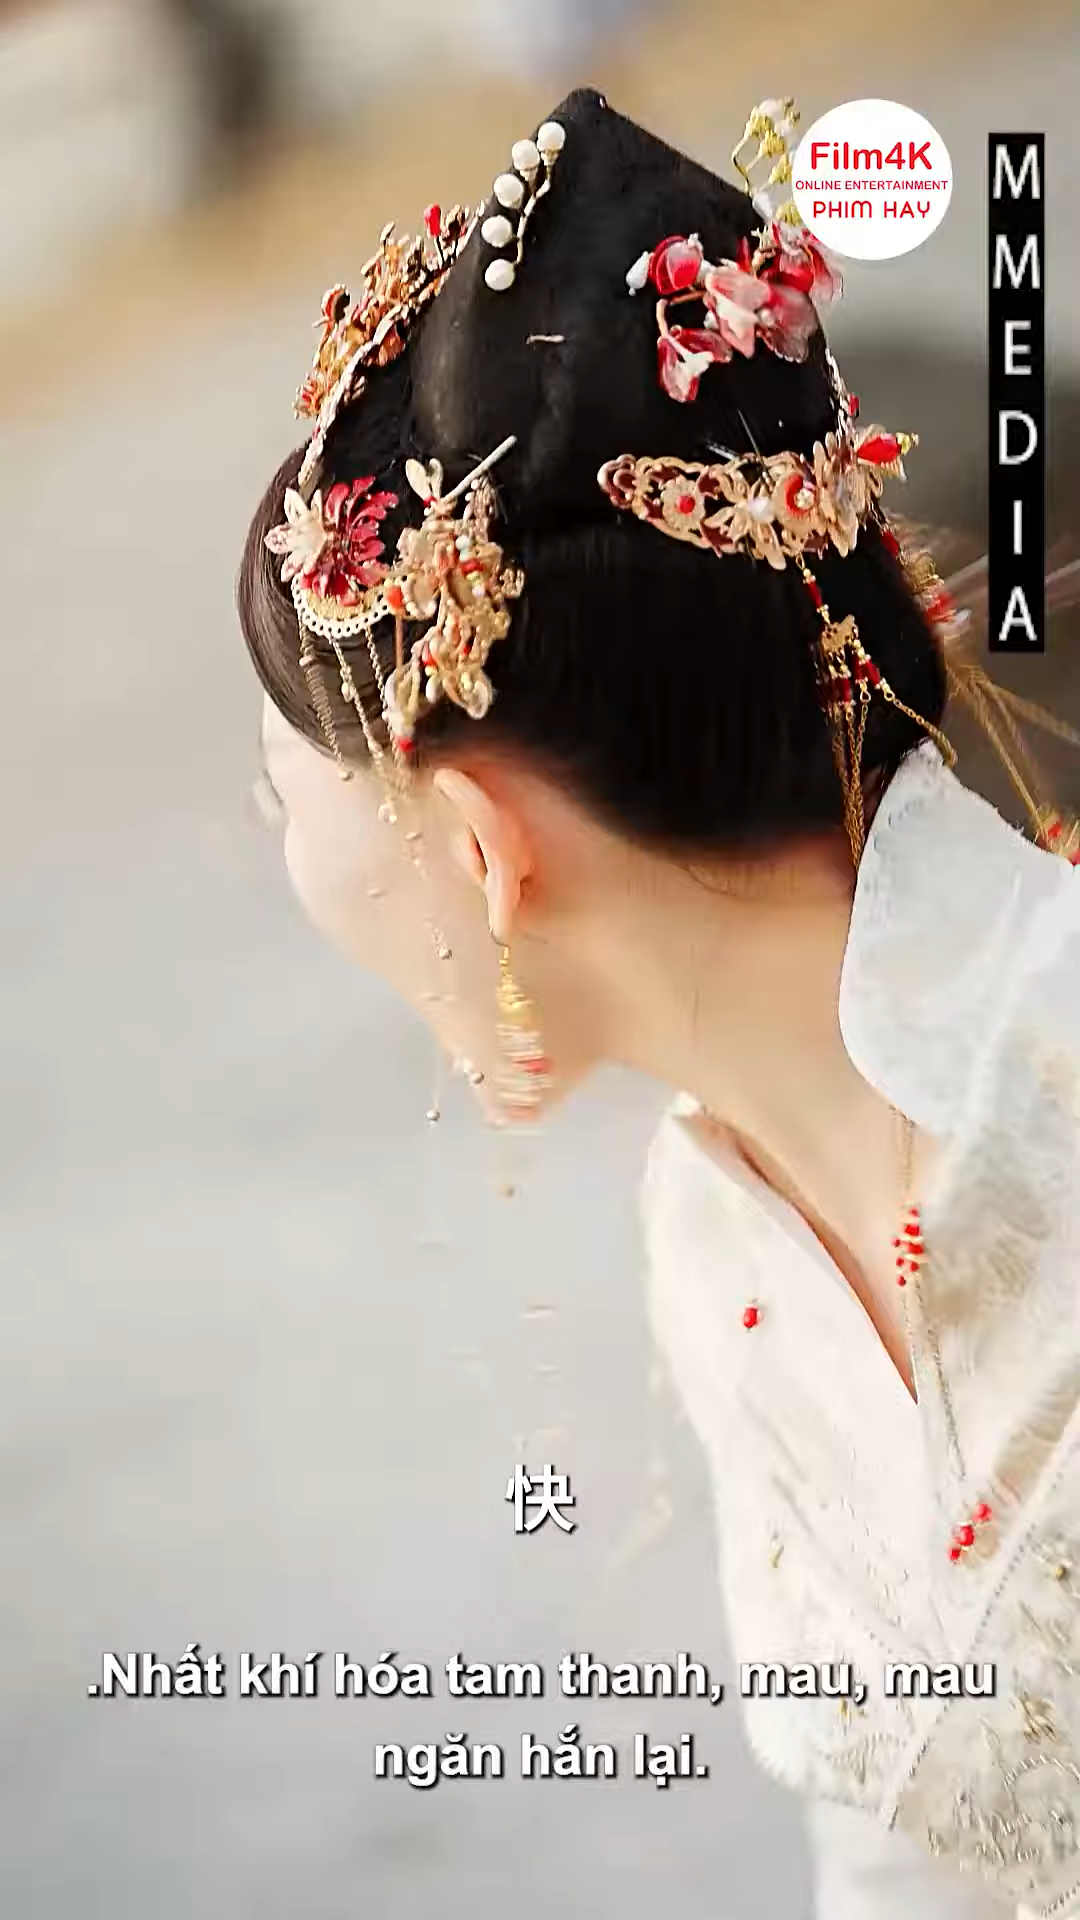 Film4K
ONLINE ENTERTAINMENT
PHIM HAY
MMEDIA
快
.Nhất khí hóa tam thanh, mau, mau
ngăn hắn lại.